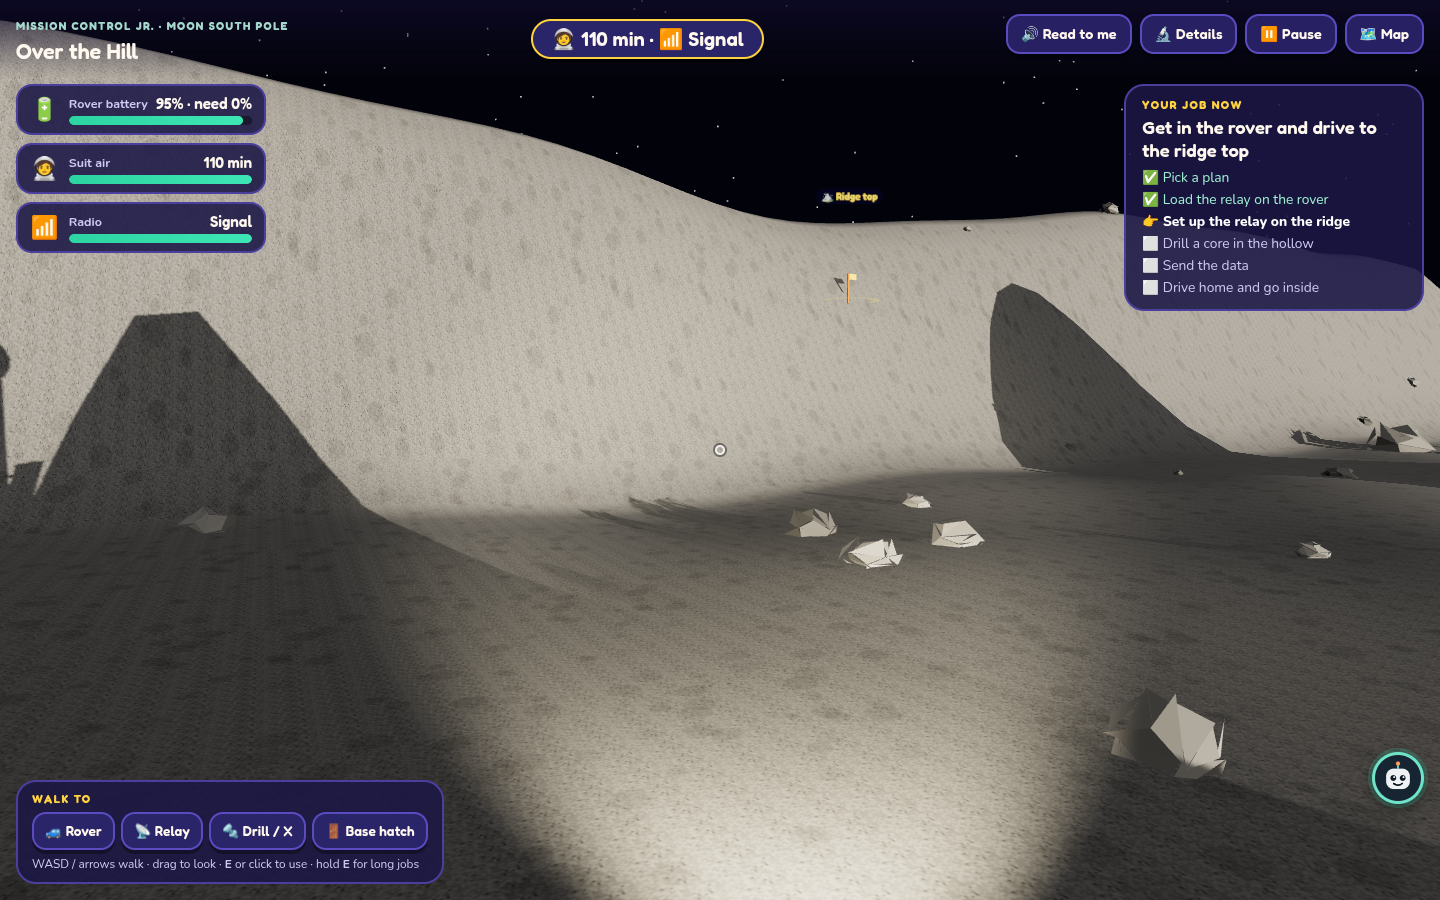 MISSION CONTROL JR. · MOON SOUTH POLE
Over the Hill
110 min · Signal
Read to me
Details
Pause
Map
Rover battery 95% · need 0%
Suit air 110 min
Radio Signal
YOUR JOB NOW
Get in the rover and drive to
the ridge top
Pick a plan
Load the relay on the rover
Set up the relay on the ridge
Drill a core in the hollow
Send the data
Drive home and go inside
Ridge top
WALK TO
Rover
Relay
Drill / X
Base hatch
WASD / arrows walk · drag to look · E or click to use · hold E for long jobs